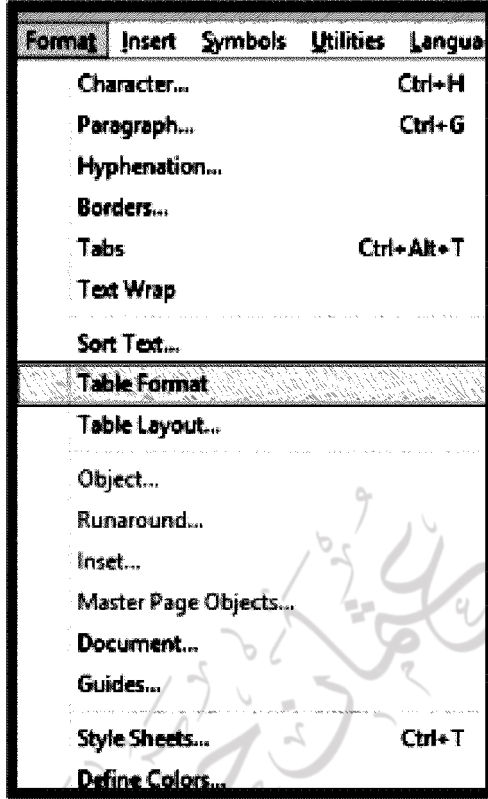 Format Insert Symbols Utilities Langua
Character... Ctrl+H
Paragraph... Ctrl+G
Hyphenation...
Borders...
Tabs Ctrl+Alt+T
Text Wrap
Sort Text...
Table Format
Table Layout...
Object...
Runaround...
Inset...
Master Page Objects...
Document...
Guides...
Style Sheets... Ctrl+T
Define Colors...